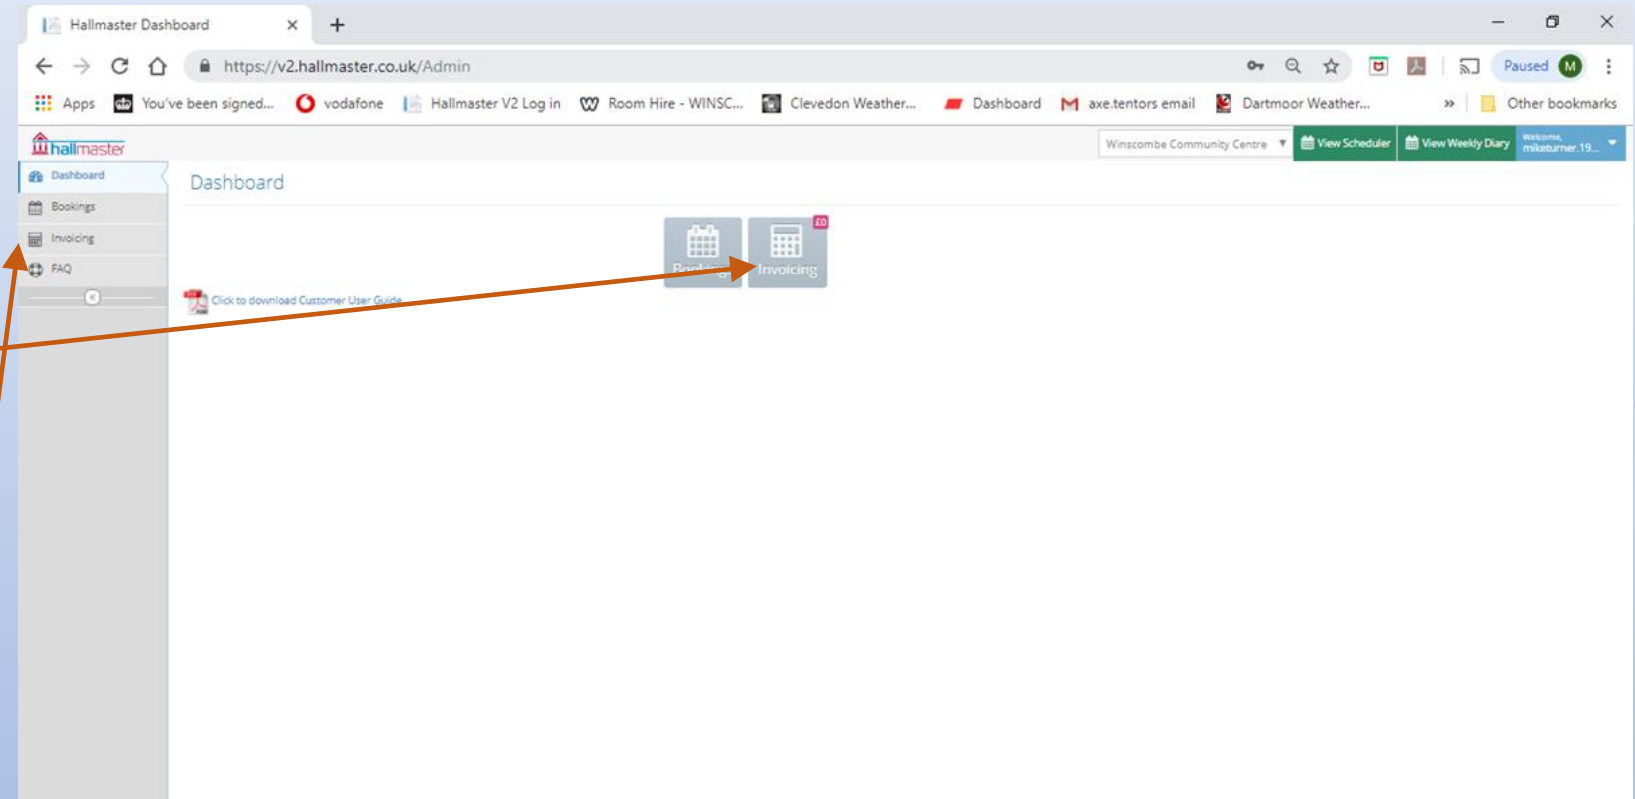 Hallmaster Dashboard
https://v2.hallmaster.co.uk/Admin
Paused M
Apps You've been signed... vodafone Hallmaster V2 Log in Room Hire - WINSC... Clevedon Weather... Dashboard axe.tentors email Dartmoor Weather... » Other bookmarks
hallmaster
Winscombe Community Centre View Scheduler View Weekly Diary Welcome,
miketurner.19...
Dashboard
Dashboard
Bookings
£0
Invoicing
Invoicing
FAQ
Click to download Customer User Guide